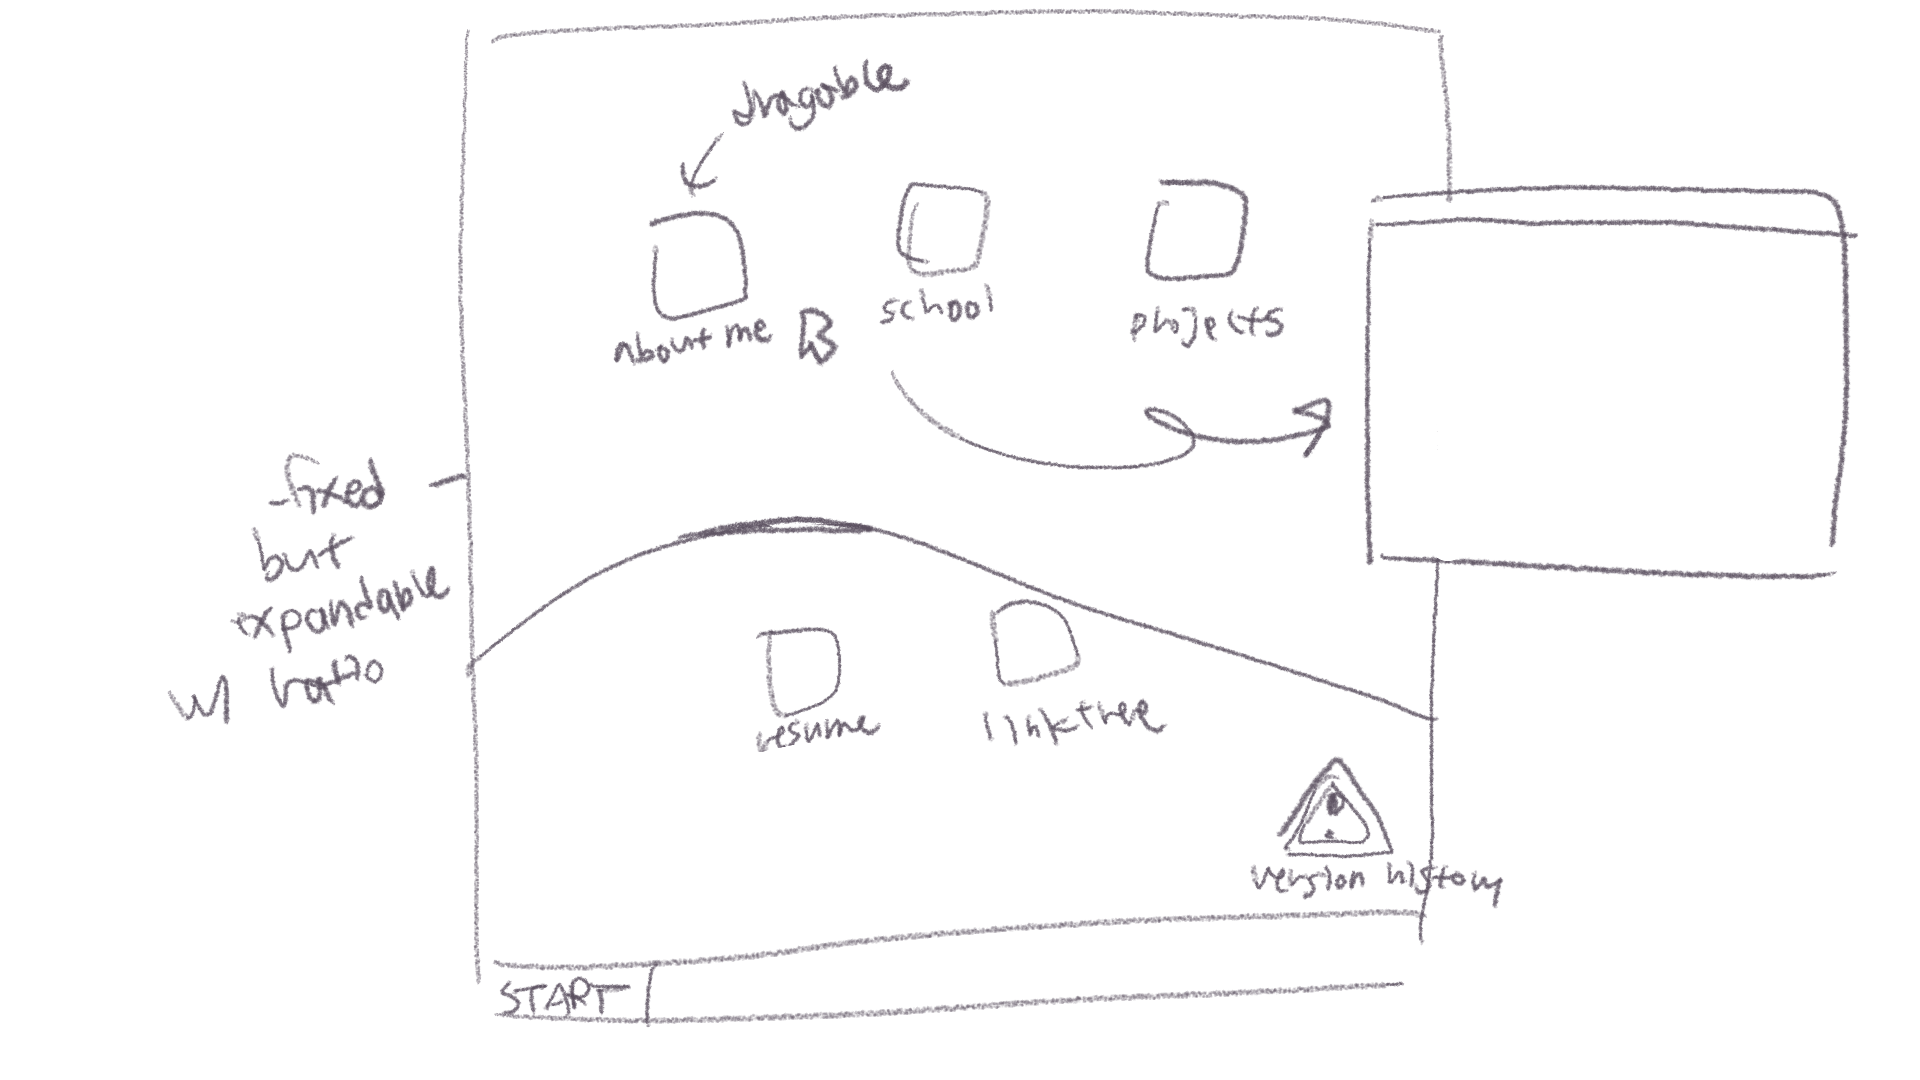 dragable
about me
school
projects
-fixed
but
expandable
w/ ratio
resume
linktree
version history
START